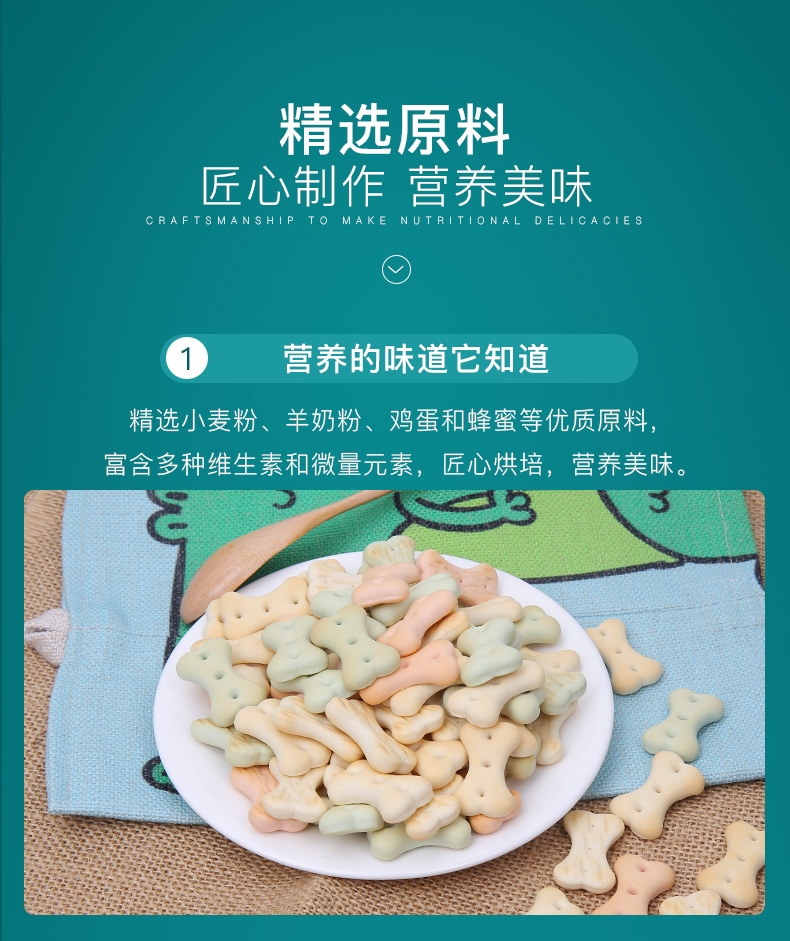 精选原料
匠心制作 营养美味
CRAFTSMANSHIP TO MAKE NUTRITIONAL DELICACIES
1 营养的味道它知道
精选小麦粉、羊奶粉、鸡蛋和蜂蜜等优质原料，
富含多种维生素和微量元素，匠心烘培，营养美味。